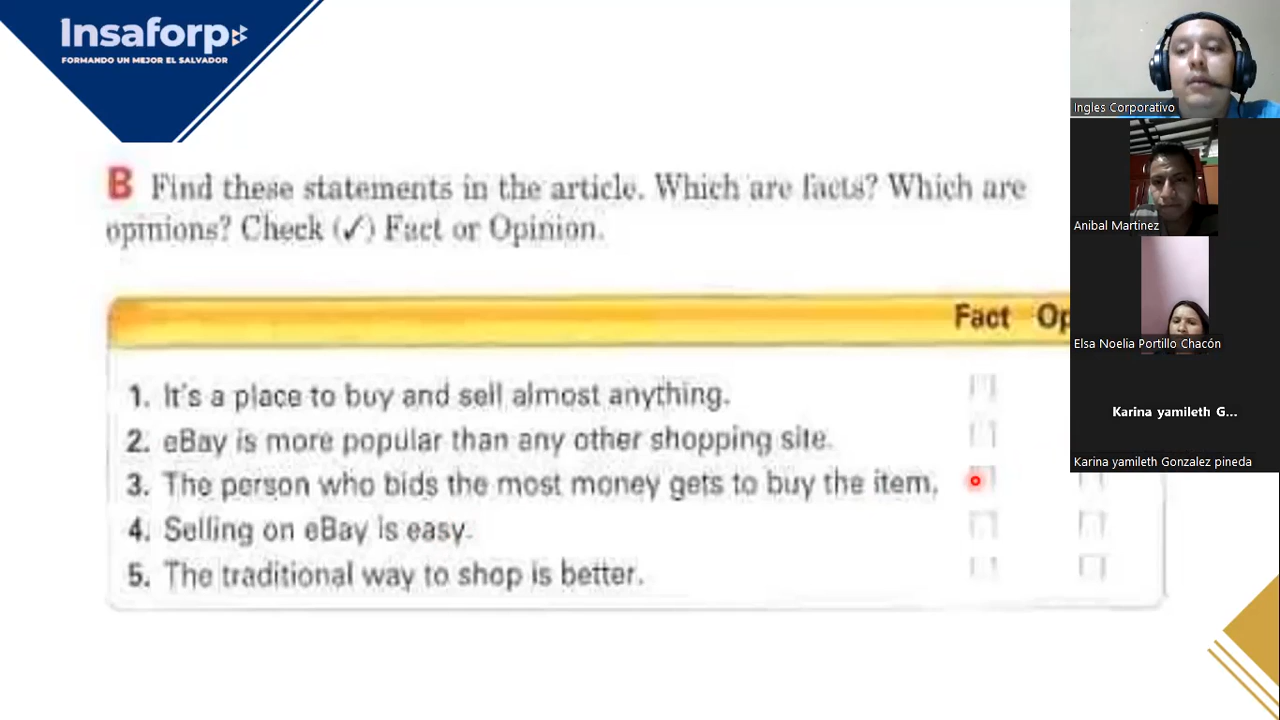 Insaforp
FORMANDO UN MEJOR EL SALVADOR
B Find these statements in the article. Which are facts? Which are
opinions? Check (✓) Fact or Opinion.
Fact Op
1. It's a place to buy and sell almost anything.
2. eBay is more popular than any other shopping site.
3. The person who bids the most money gets to buy the item.
4. Selling on eBay is easy.
5. The traditional way to shop is better.
Ingles Corporativo
Anibal Martinez
Elsa Noelia Portillo Chacón
Karina yamileth G...
Karina yamileth Gonzalez pineda